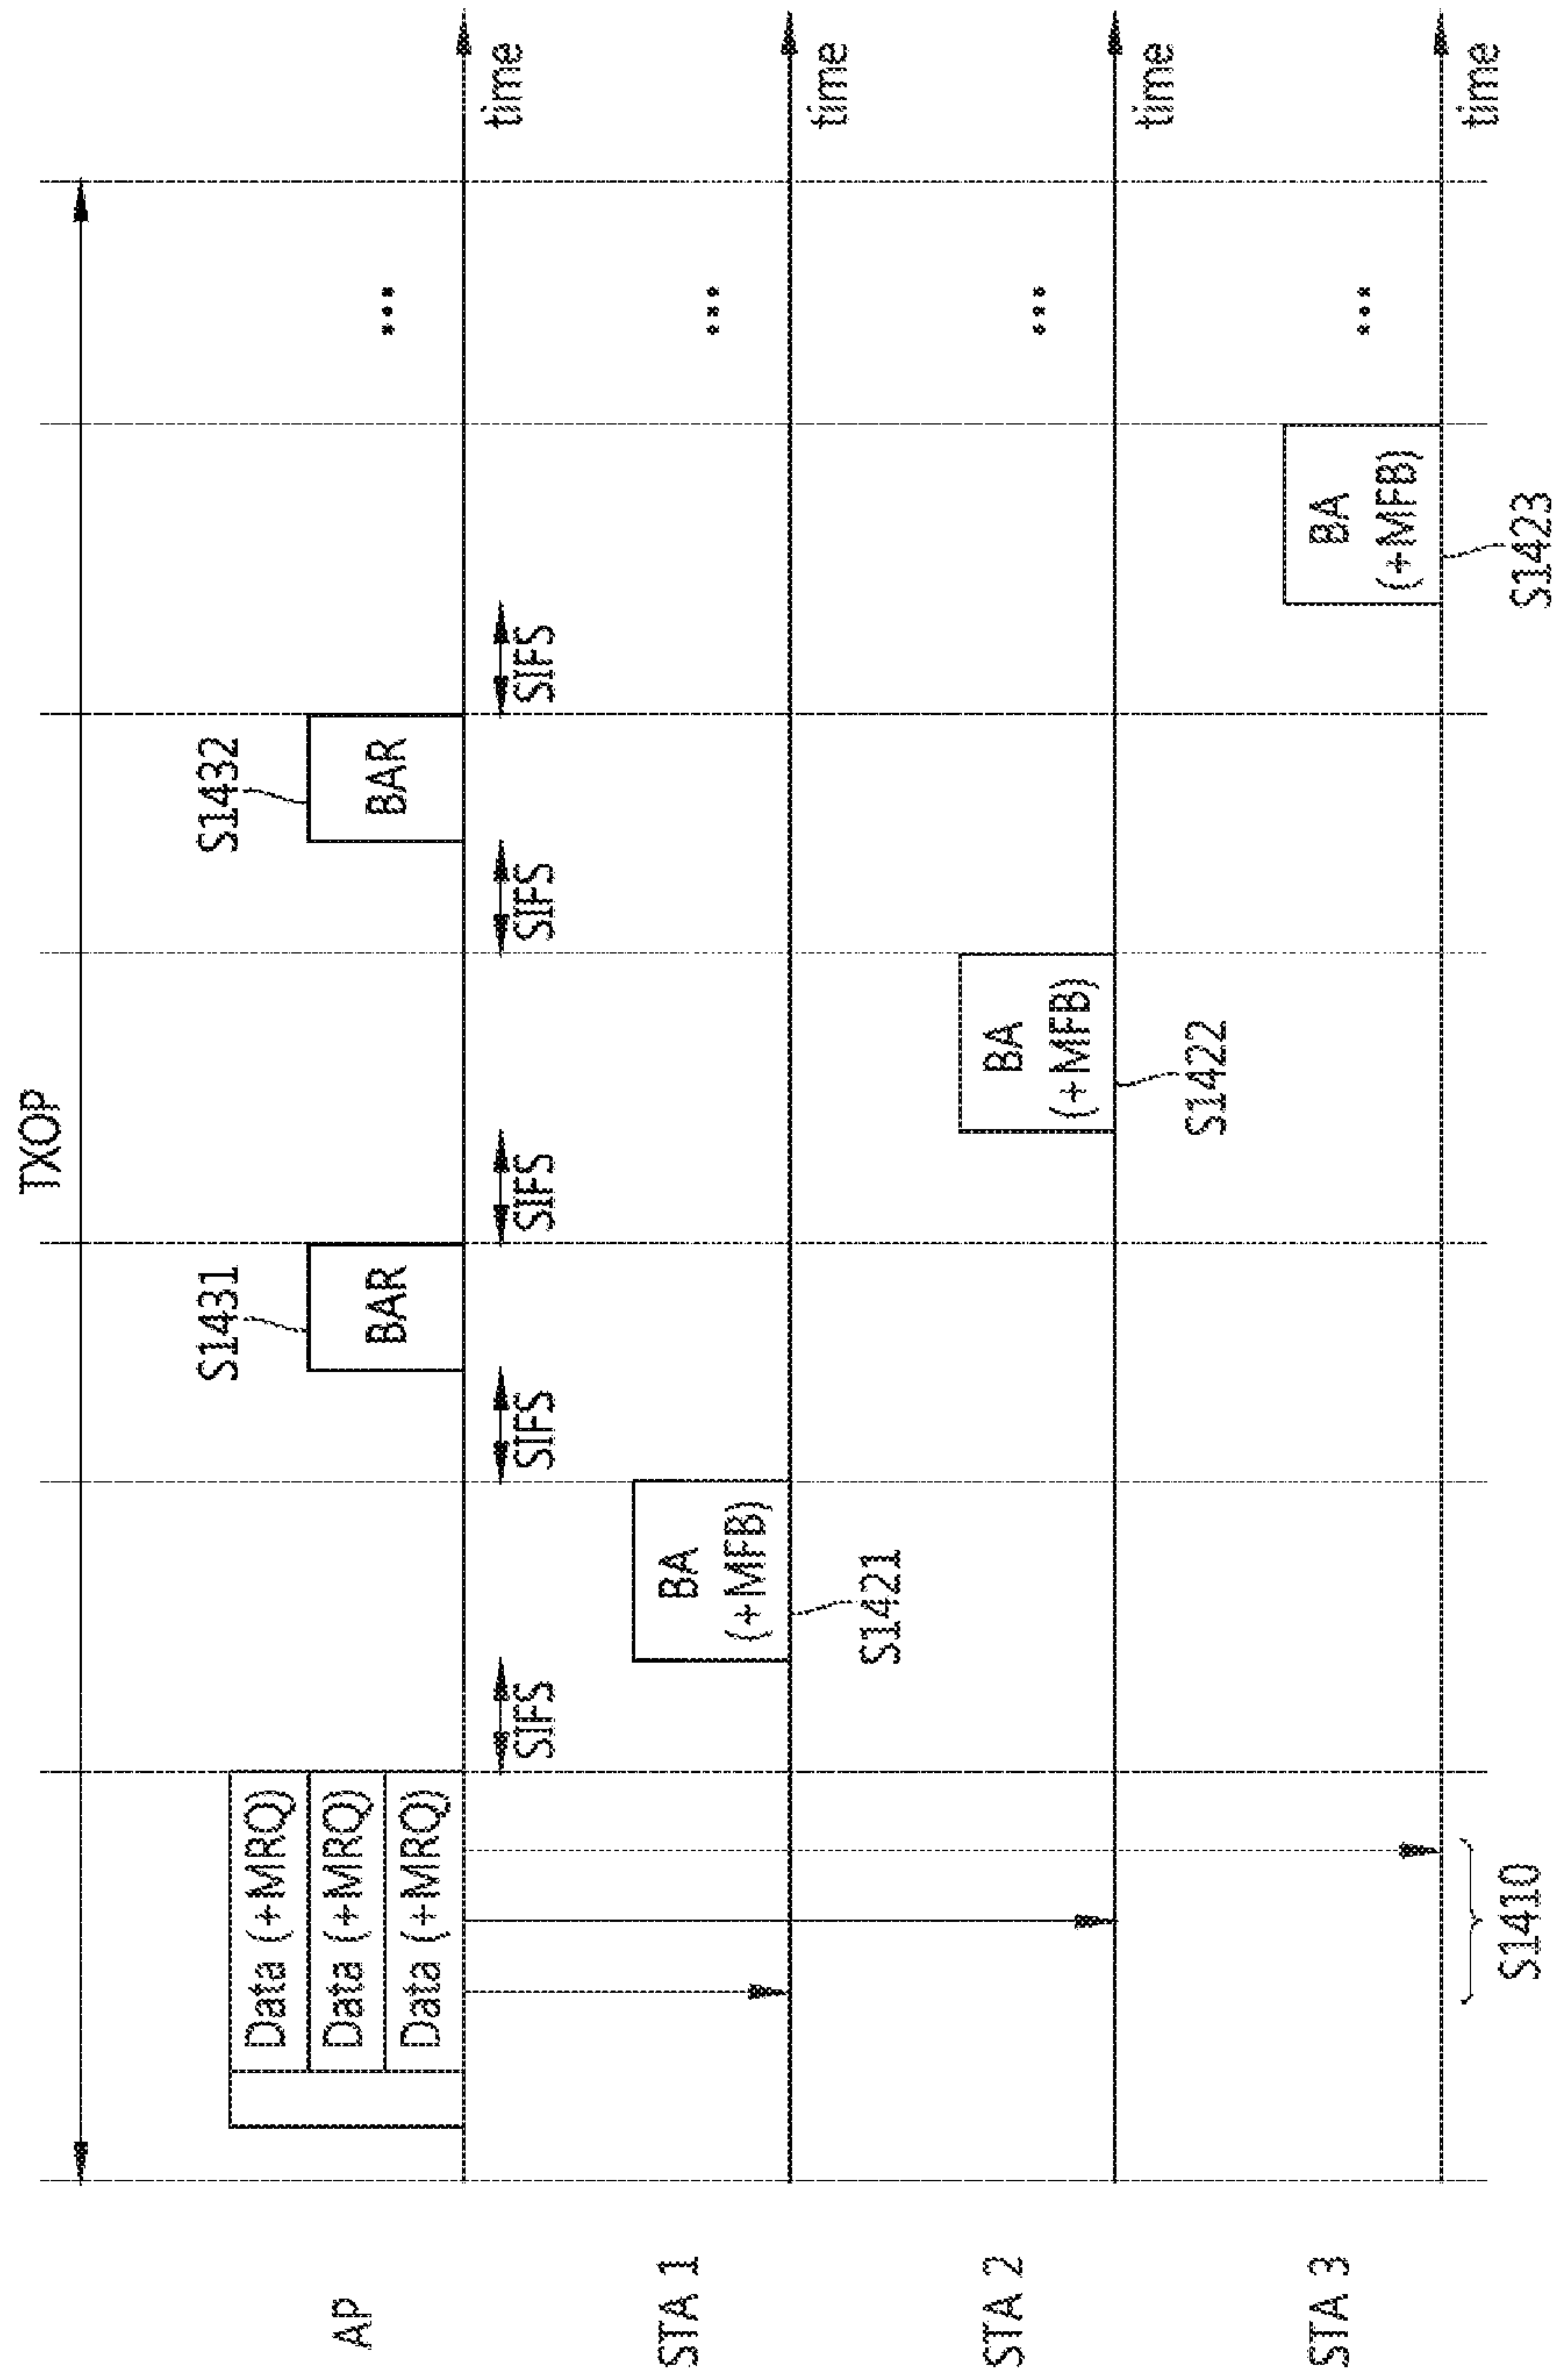 TXOP
AP
Data (+MRQ)
Data (+MRQ)
Data (+MRQ)
S1431
BAR
S1432
BAR
...
time
SIFS
SIFS
SIFS
SIFS
SIFS
STA 1
BA
(+MFB)
S1421
...
time
STA 2
BA
(+MFB)
S1422
...
time
STA 3
BA
(+MFB)
S1423
...
time
S1410